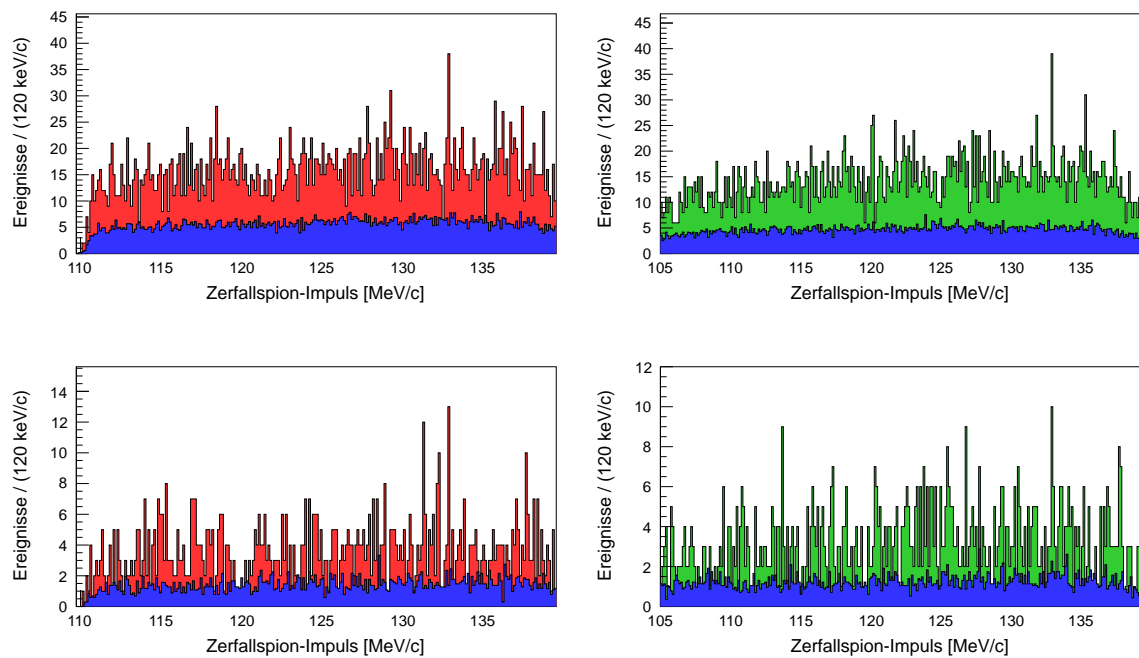 Ereignisse / (120 keV/c)
45
40
35
30
25
20
15
10
5
0
110 115 120 125 130 135
Zerfallspion-Impuls [MeV/c]
Ereignisse / (120 keV/c)
45
40
35
30
25
20
15
10
5
0
105 110 115 120 125 130 135
Zerfallspion-Impuls [MeV/c]
Ereignisse / (120 keV/c)
14
12
10
8
6
4
2
0
110 115 120 125 130 135
Zerfallspion-Impuls [MeV/c]
Ereignisse / (120 keV/c)
12
10
8
6
4
2
0
105 110 115 120 125 130 135
Zerfallspion-Impuls [MeV/c]